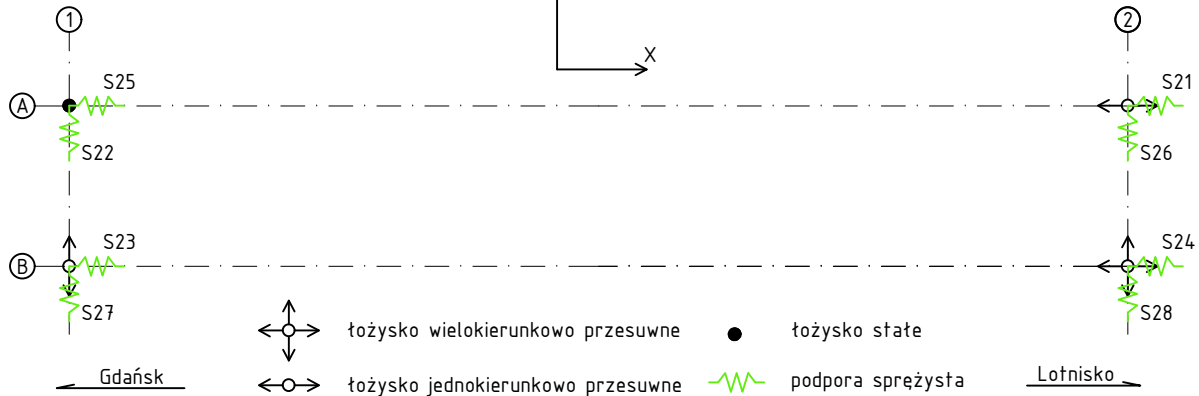 1
2
X
S25
S21
A
S22
S26
S23
S24
B
S27
S28
łożysko wielokierunkowo przesuwne
łożysko stałe
Gdańsk
łożysko jednokierunkowo przesuwne
podpora sprężysta
Lotnisko